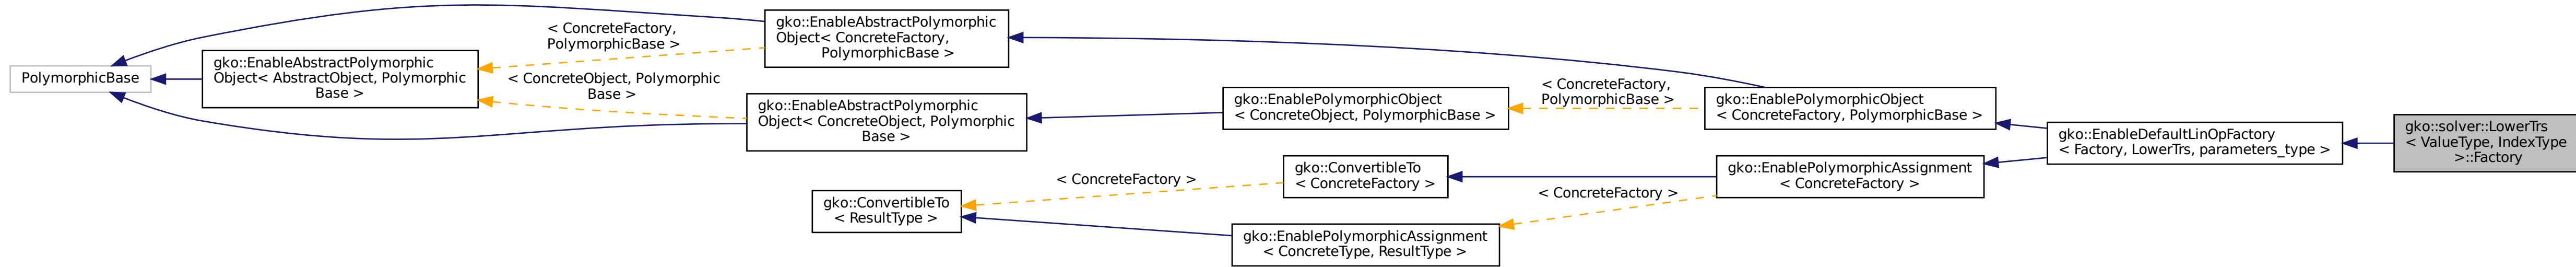 PolymorphicBase
gko::EnableAbstractPolymorphic
Object< AbstractObject, Polymorphic
Base >
< ConcreteFactory,
PolymorphicBase >
< ConcreteObject, Polymorphic
Base >
gko::EnableAbstractPolymorphic
Object< ConcreteFactory,
PolymorphicBase >
gko::EnableAbstractPolymorphic
Object< ConcreteObject, Polymorphic
Base >
gko::ConvertibleTo
< ResultType >
< ConcreteFactory >
gko::EnablePolymorphicObject
< ConcreteObject, PolymorphicBase >
gko::ConvertibleTo
< ConcreteFactory >
gko::EnablePolymorphicAssignment
< ConcreteType, ResultType >
< ConcreteFactory,
PolymorphicBase >
< ConcreteFactory >
gko::EnablePolymorphicObject
< ConcreteFactory, PolymorphicBase >
gko::EnablePolymorphicAssignment
< ConcreteFactory >
gko::EnableDefaultLinOpFactory
< Factory, LowerTrs, parameters_type >
gko::solver::LowerTrs
< ValueType, IndexType
>::Factory